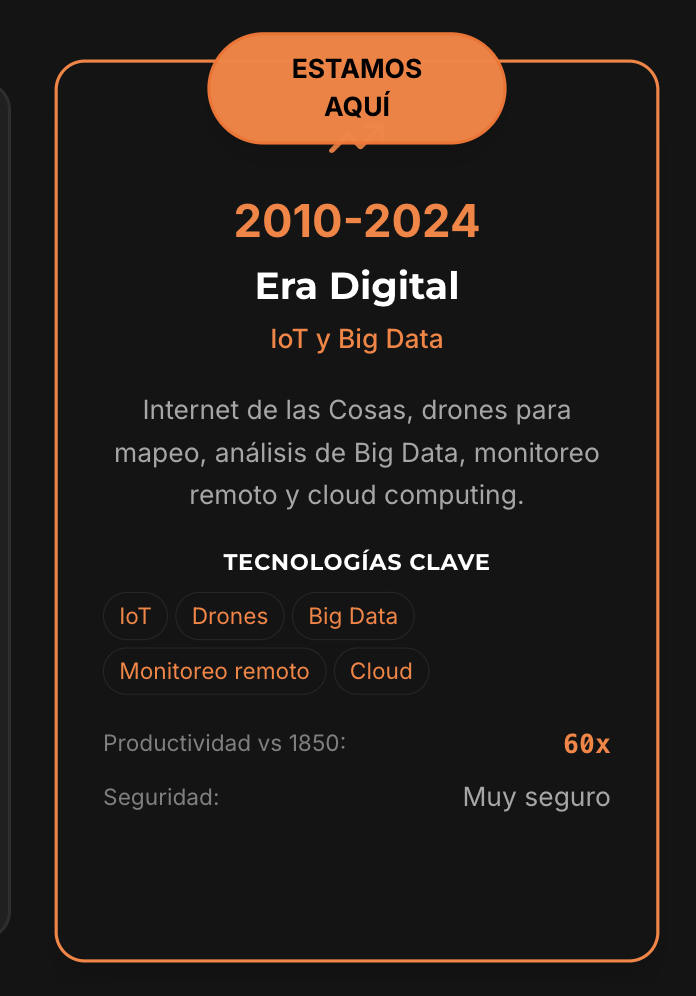 ESTAMOS
AQUÍ
2010-2024
Era Digital
IoT y Big Data
Internet de las Cosas, drones para
mapeo, análisis de Big Data, monitoreo
remoto y cloud computing.
TECNOLOGÍAS CLAVE
IoT Drones Big Data
Monitoreo remoto Cloud
Productividad vs 1850: 60x
Seguridad: Muy seguro